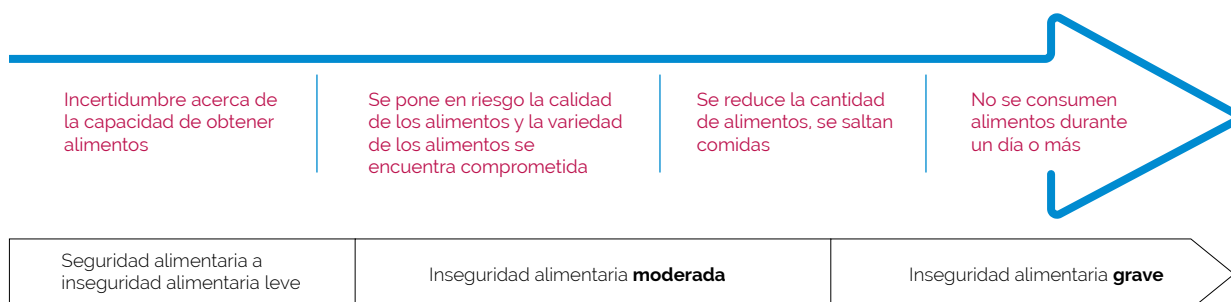 Incertidumbre acerca de
la capacidad de obtener
alimentos
Se pone en riesgo la calidad
de los alimentos y la variedad
de los alimentos se
encuentra comprometida
Se reduce la cantidad
de alimentos, se saltan
comidas
No se consumen
alimentos durante
un día o más
Seguridad alimentaria a
inseguridad alimentaria leve
Inseguridad alimentaria moderada
Inseguridad alimentaria grave